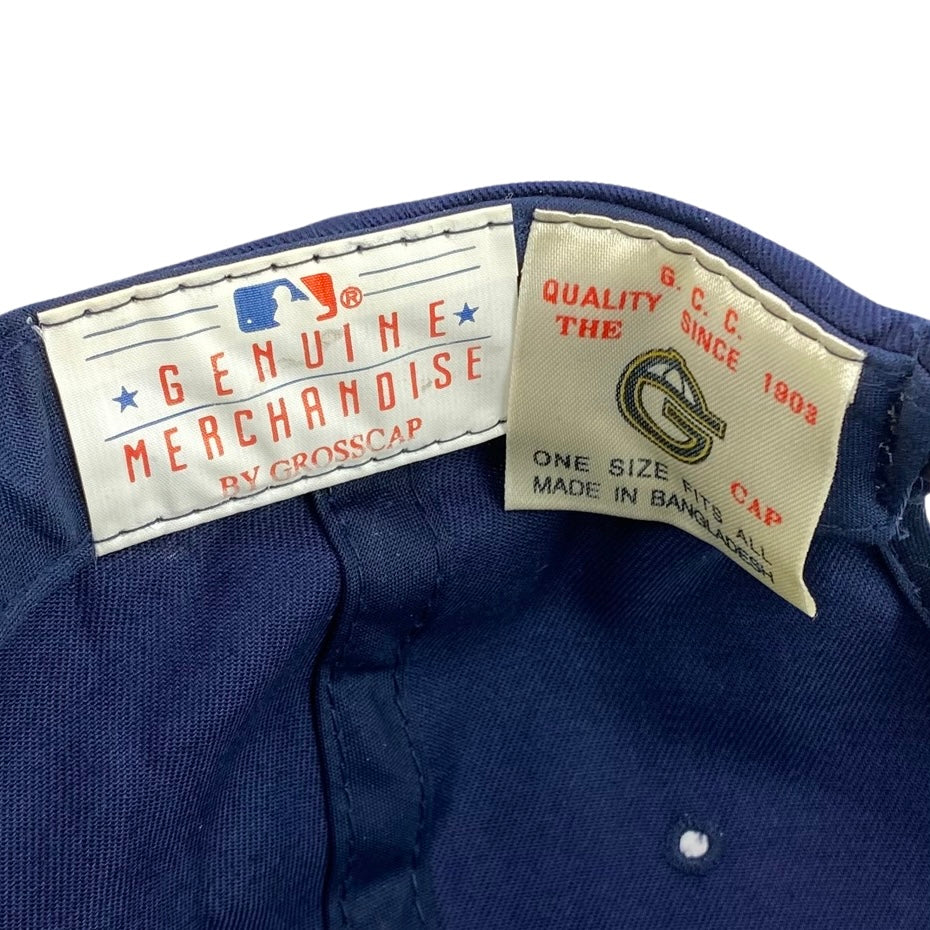 ®
GENUINE
MERCHANDISE
BY GROSSCAP
G. C. C.
QUALITY SINCE 1903
THE G CAP
ONE SIZE FITS ALL
MADE IN BANGLADESH